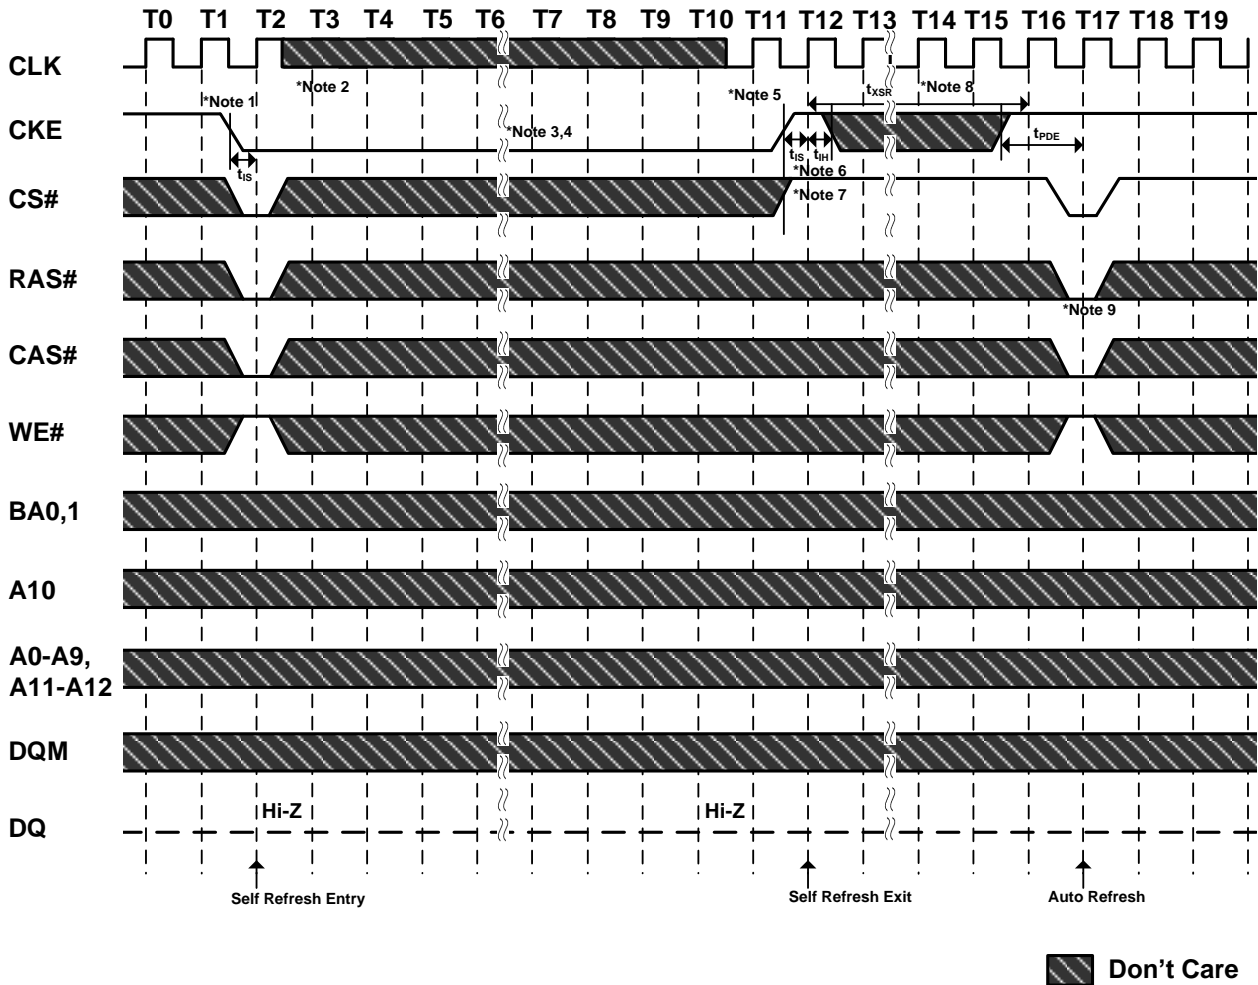 T0 T1 T2 T3 T4 T5 T6 T7 T8 T9 T10 T11 T12 T13 T14 T15 T16 T17 T18 T19
CLK
*Note 1
*Note 2
*Note 5
tXSR
*Note 8
CKE
*Note 3,4
tIS
tIS
tIH
tPDE
*Note 6
CS#
*Note 7
RAS#
*Note 9
CAS#
WE#
BA0,1
A10
A0-A9,
A11-A12
DQM
Hi-Z
Hi-Z
DQ
Self Refresh Entry
Self Refresh Exit
Auto Refresh
Don't Care